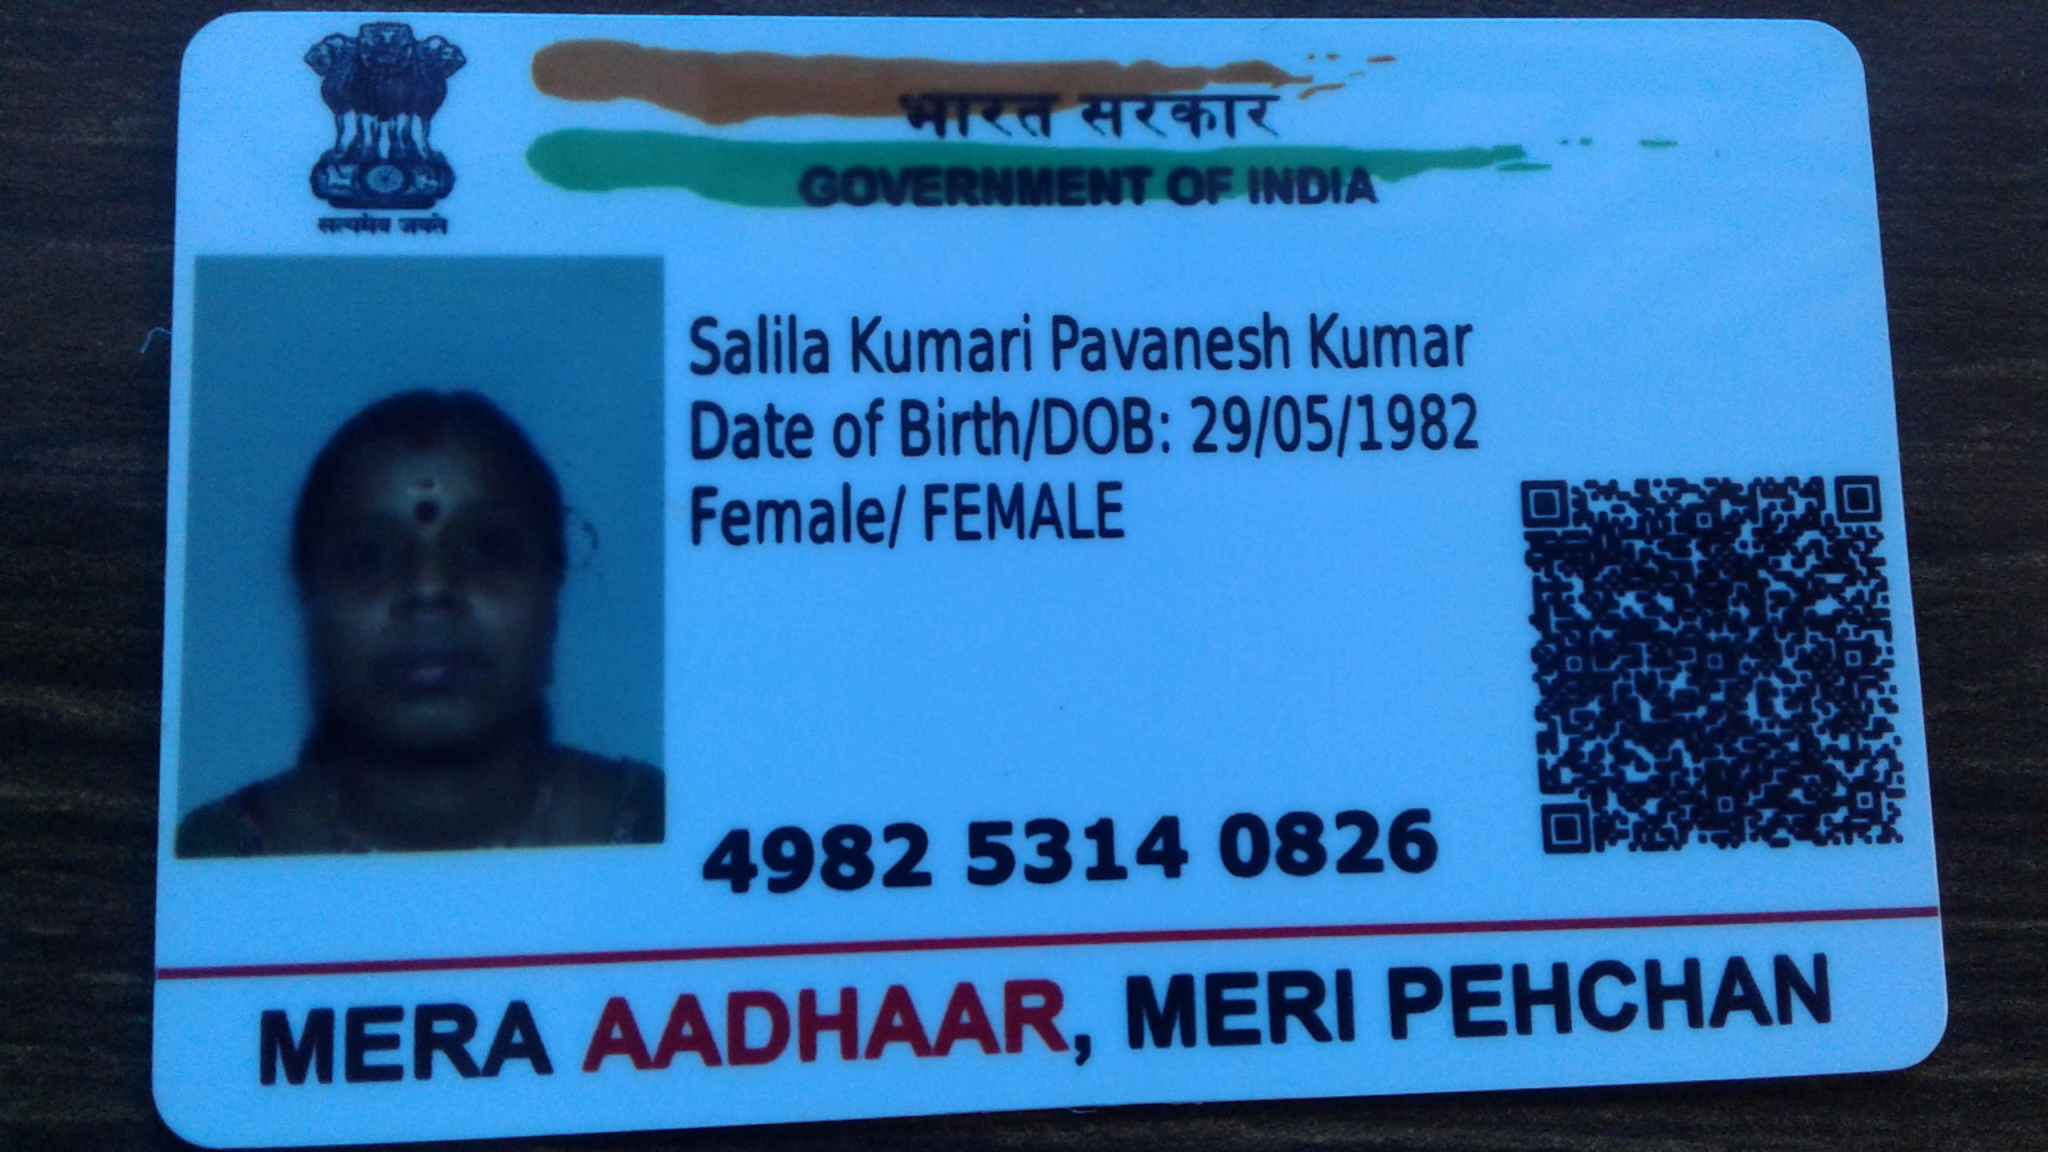 भारत सरकार
GOVERNMENT OF INDIA
सत्यमेव जयते
Salila Kumari Pavanesh Kumar
Date of Birth/DOB: 29/05/1982
Female/ FEMALE
4982 5314 0826
MERA AADHAAR, MERI PEHCHAN